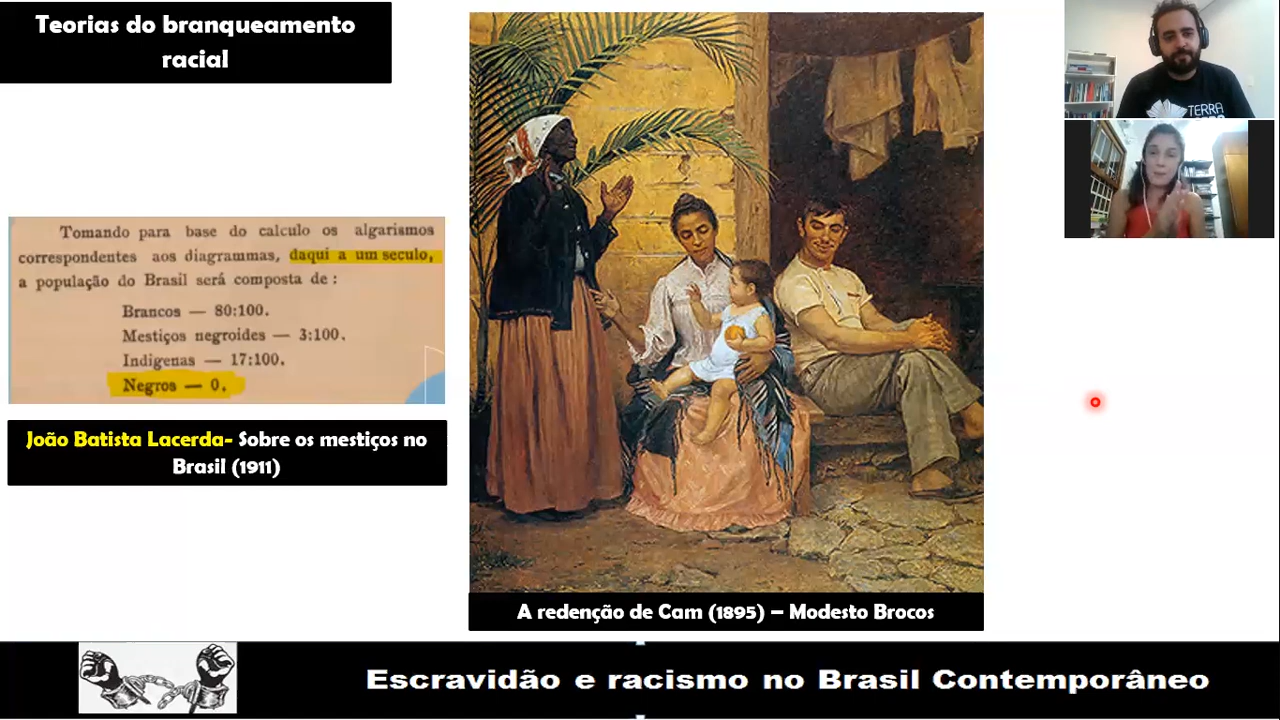 Teorias do branqueamento
racial
Tomando para base do calculo os algarismos
correspondentes aos diagrammas, daqui a um seculo,
a população do Brasil será composta de :
Brancos — 80:100.
Mestiços negroides — 3:100.
Indigenas — 17:100.
Negros — 0.
João Batista Lacerda- Sobre os mestiços no
Brasil (1911)
A redenção de Cam (1895) – Modesto Brocos
TERRA
Escravidão e racismo no Brasil Contemporâneo